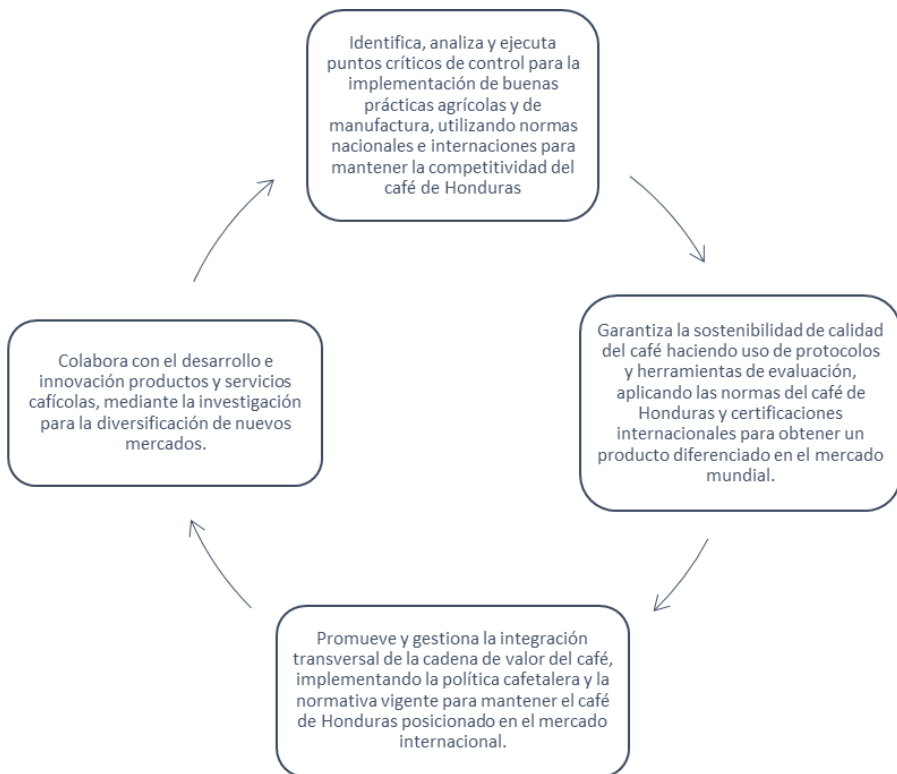 Identifica, analiza y ejecuta
puntos críticos de control para la
implementación de buenas
prácticas agrícolas y de
manufactura, utilizando normas
nacionales e internaciones para
mantener la competitividad del
café de Honduras
Garantiza la sostenibilidad de calidad
del café haciendo uso de protocolos
y herramientas de evaluación,
aplicando las normas del café de
Honduras y certificaciones
internacionales para obtener un
producto diferenciado en el mercado
mundial.
Promueve y gestiona la integración
transversal de la cadena de valor del café,
implementando la política cafetalera y la
normativa vigente para mantener el café
de Honduras posicionado en el mercado
internacional.
Colabora con el desarrollo e
innovación productos y servicios
cafícolas, mediante la investigación
para la diversificación de nuevos
mercados.